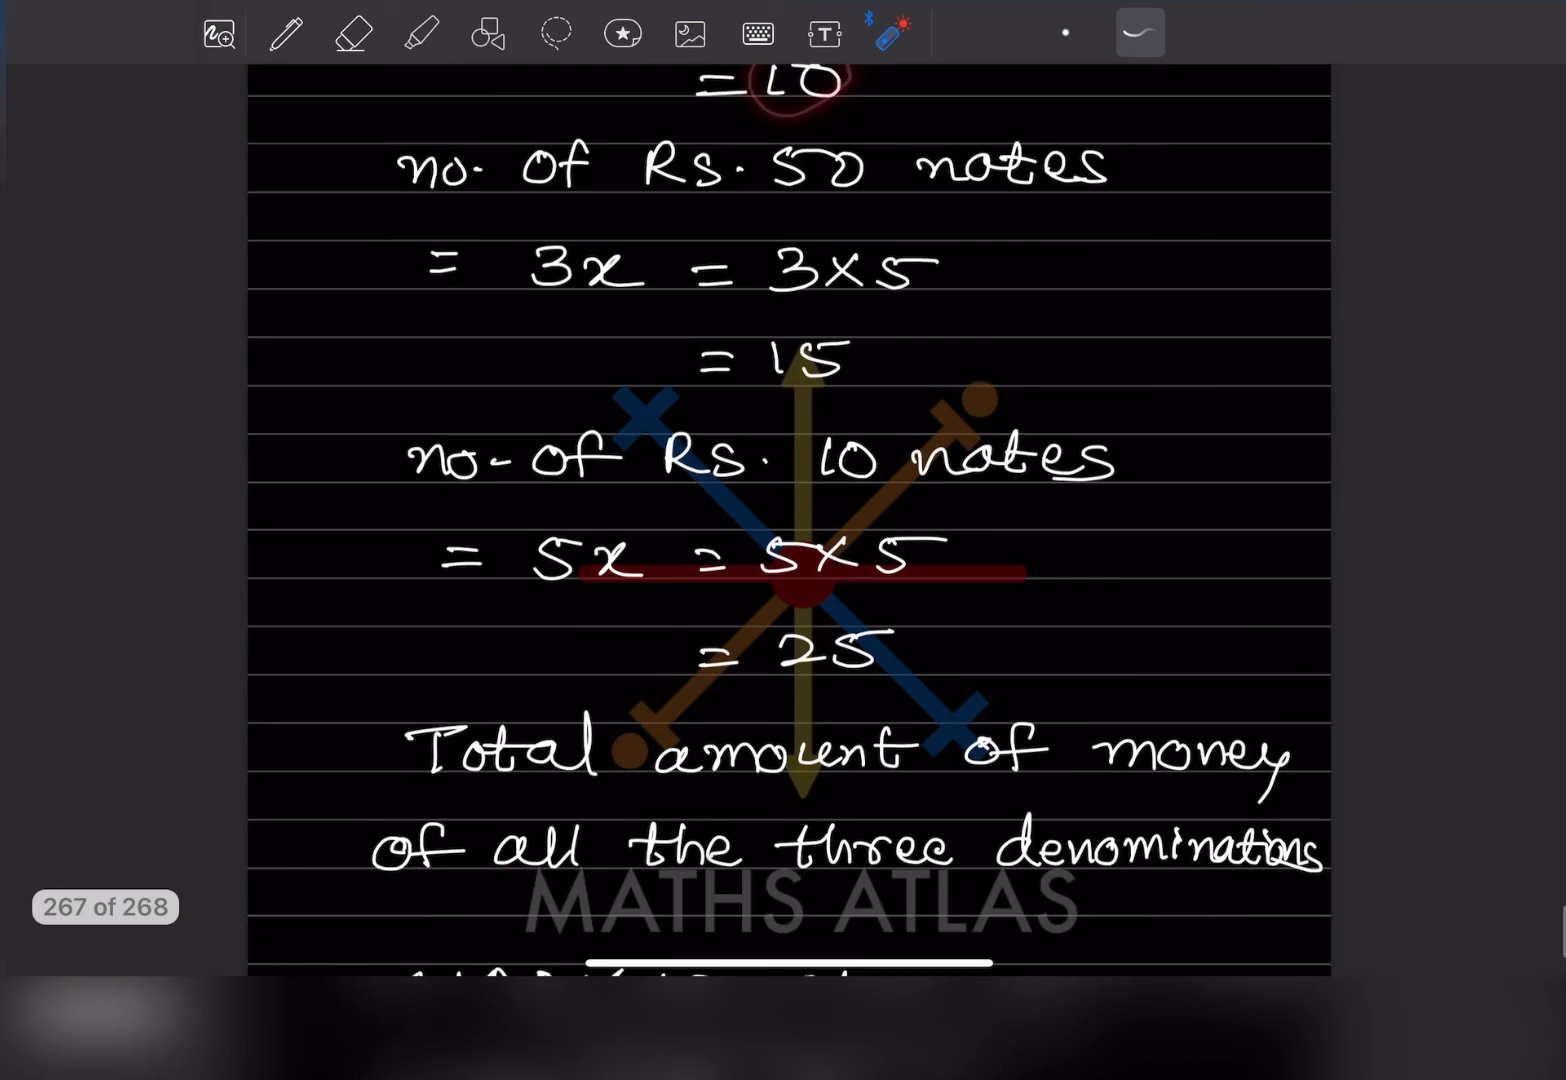 = 10
no. of Rs. 50 notes
= 3x = 3×5
= 15
no. of Rs. 10 notes
= 5x = 5×5
= 25
Total amount of money
of all the three denominations
MATHS ATLAS
267 of 268